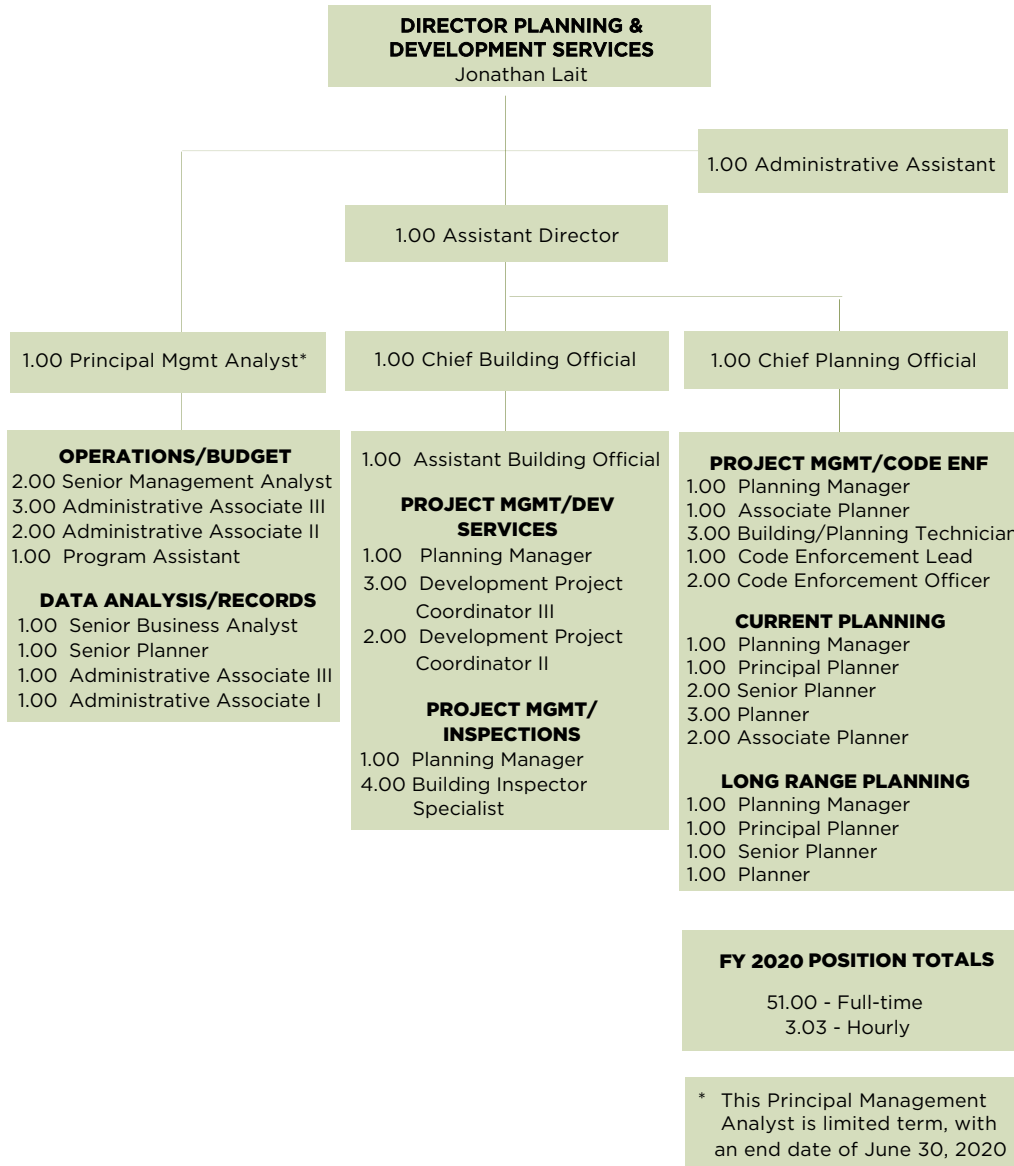 DIRECTOR PLANNING &
DEVELOPMENT SERVICES
Jonathan Lait
1.00 Administrative Assistant
1.00 Assistant Director
1.00 Principal Mgmt Analyst*
1.00 Chief Building Official
1.00 Chief Planning Official
OPERATIONS/BUDGET
2.00 Senior Management Analyst
3.00 Administrative Associate III
2.00 Administrative Associate II
1.00 Program Assistant
DATA ANALYSIS/RECORDS
1.00 Senior Business Analyst
1.00 Senior Planner
1.00 Administrative Associate III
1.00 Administrative Associate I
1.00 Assistant Building Official
PROJECT MGMT/DEV
SERVICES
1.00 Planning Manager
3.00 Development Project
Coordinator III
2.00 Development Project
Coordinator II
PROJECT MGMT/
INSPECTIONS
1.00 Planning Manager
4.00 Building Inspector
Specialist
PROJECT MGMT/CODE ENF
1.00 Planning Manager
1.00 Associate Planner
3.00 Building/Planning Technician
1.00 Code Enforcement Lead
2.00 Code Enforcement Officer
CURRENT PLANNING
1.00 Planning Manager
1.00 Principal Planner
2.00 Senior Planner
3.00 Planner
2.00 Associate Planner
LONG RANGE PLANNING
1.00 Planning Manager
1.00 Principal Planner
1.00 Senior Planner
1.00 Planner
FY 2020 POSITION TOTALS
51.00 - Full-time
3.03 - Hourly
* This Principal Management
Analyst is limited term, with
an end date of June 30, 2020